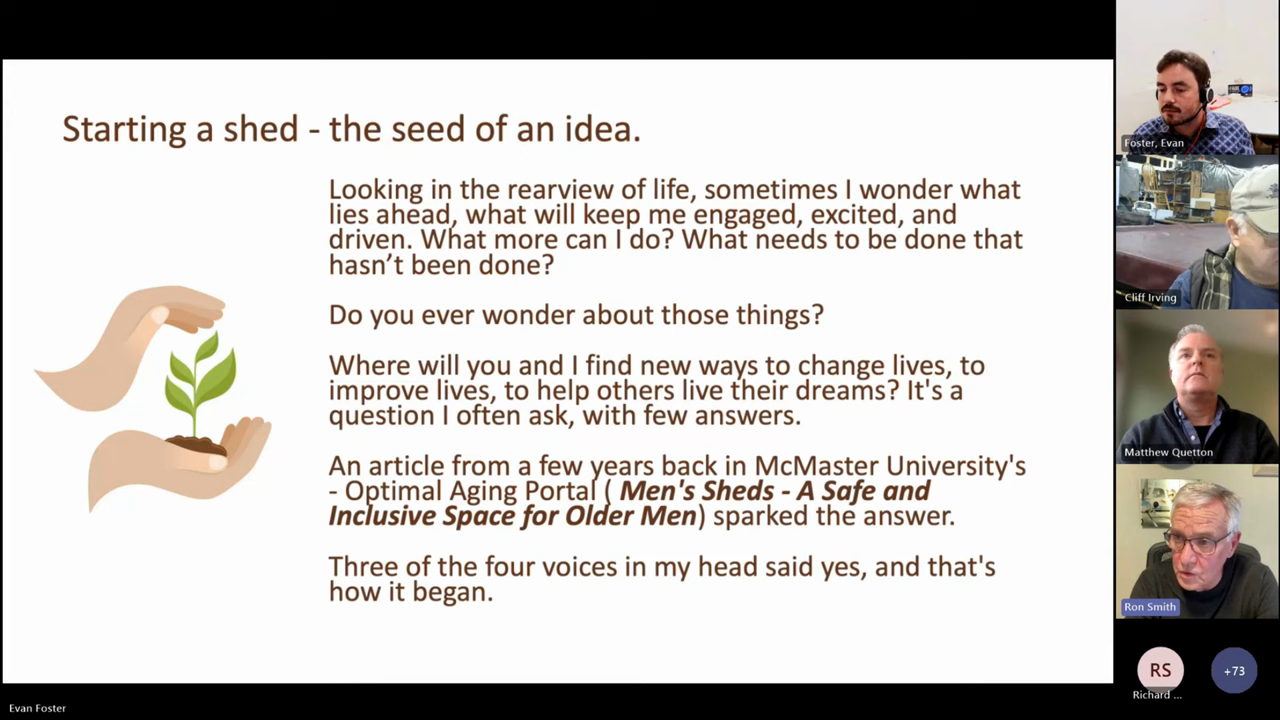 Starting a shed - the seed of an idea.
Looking in the rearview of life, sometimes I wonder what
lies ahead, what will keep me engaged, excited, and
driven. What more can I do? What needs to be done that
hasn't been done?
Do you ever wonder about those things?
Where will you and I find new ways to change lives, to
improve lives, to help others live their dreams? It's a
question I often ask, with few answers.
An article from a few years back in McMaster University's
- Optimal Aging Portal ( Men's Sheds - A Safe and
Inclusive Space for Older Men) sparked the answer.
Three of the four voices in my head said yes, and that's
how it began.
Foster, Evan
Cliff Irving
Matthew Quetton
Ron Smith
RS
+73
Richard ...
Evan Foster